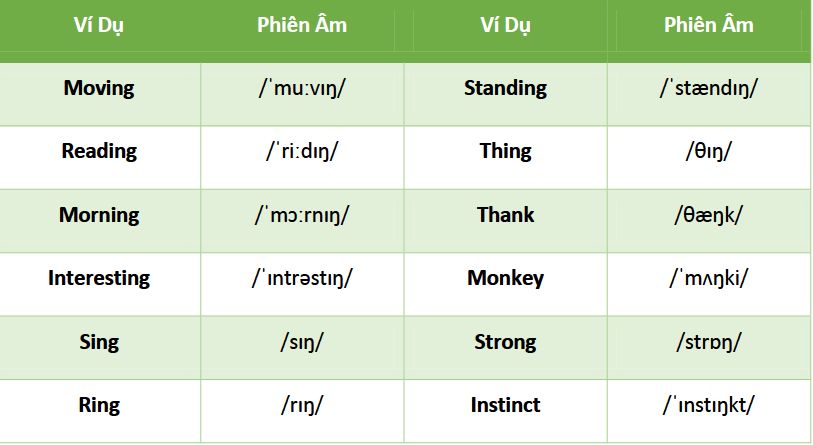 Ví Dụ Phiên Âm Ví Dụ Phiên Âm
Moving /ˈmuːvɪŋ/ Standing /ˈstændɪŋ/
Reading /ˈriːdɪŋ/ Thing /θɪŋ/
Morning /ˈmɔːrnɪŋ/ Thank /θæŋk/
Interesting /ˈɪntrəstɪŋ/ Monkey /ˈmʌŋki/
Sing /sɪŋ/ Strong /strɒŋ/
Ring /rɪŋ/ Instinct /ˈɪnstɪŋkt/